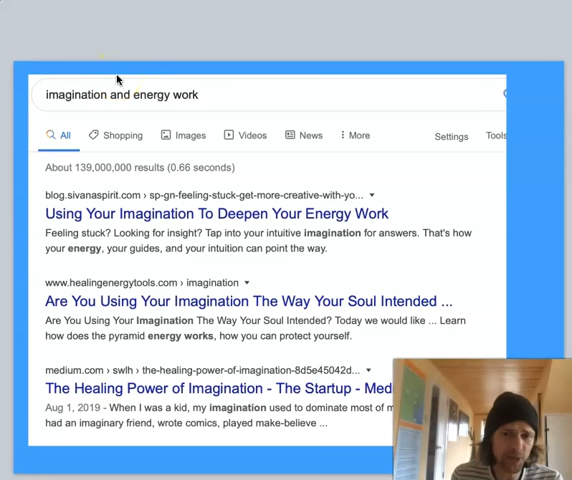 imagination and energy work
All Shopping Images Videos News More Settings Tools
About 139,000,000 results (0.66 seconds)
blog.sivanaspirit.com › sp-gn-feeling-stuck-get-more-creative-with-yo...
Using Your Imagination To Deepen Your Energy Work
Feeling stuck? Looking for insight? Tap into your intuitive imagination for answers. That's how
your energy, your guides, and your intuition can point the way.
www.healingenergytools.com › imagination
Are You Using Your Imagination The Way Your Soul Intended ...
Are You Using Your Imagination The Way Your Soul Intended? Today we would like ... Learn
how does the pyramid energy works, how you can protect yourself.
medium.com › swlh › the-healing-power-of-imagination-8d5e45042d...
The Healing Power of Imagination - The Startup - Medi
Aug 1, 2019 - When I was a kid, my imagination used to dominate most of m
had an imaginary friend, wrote comics, played make-believe ...